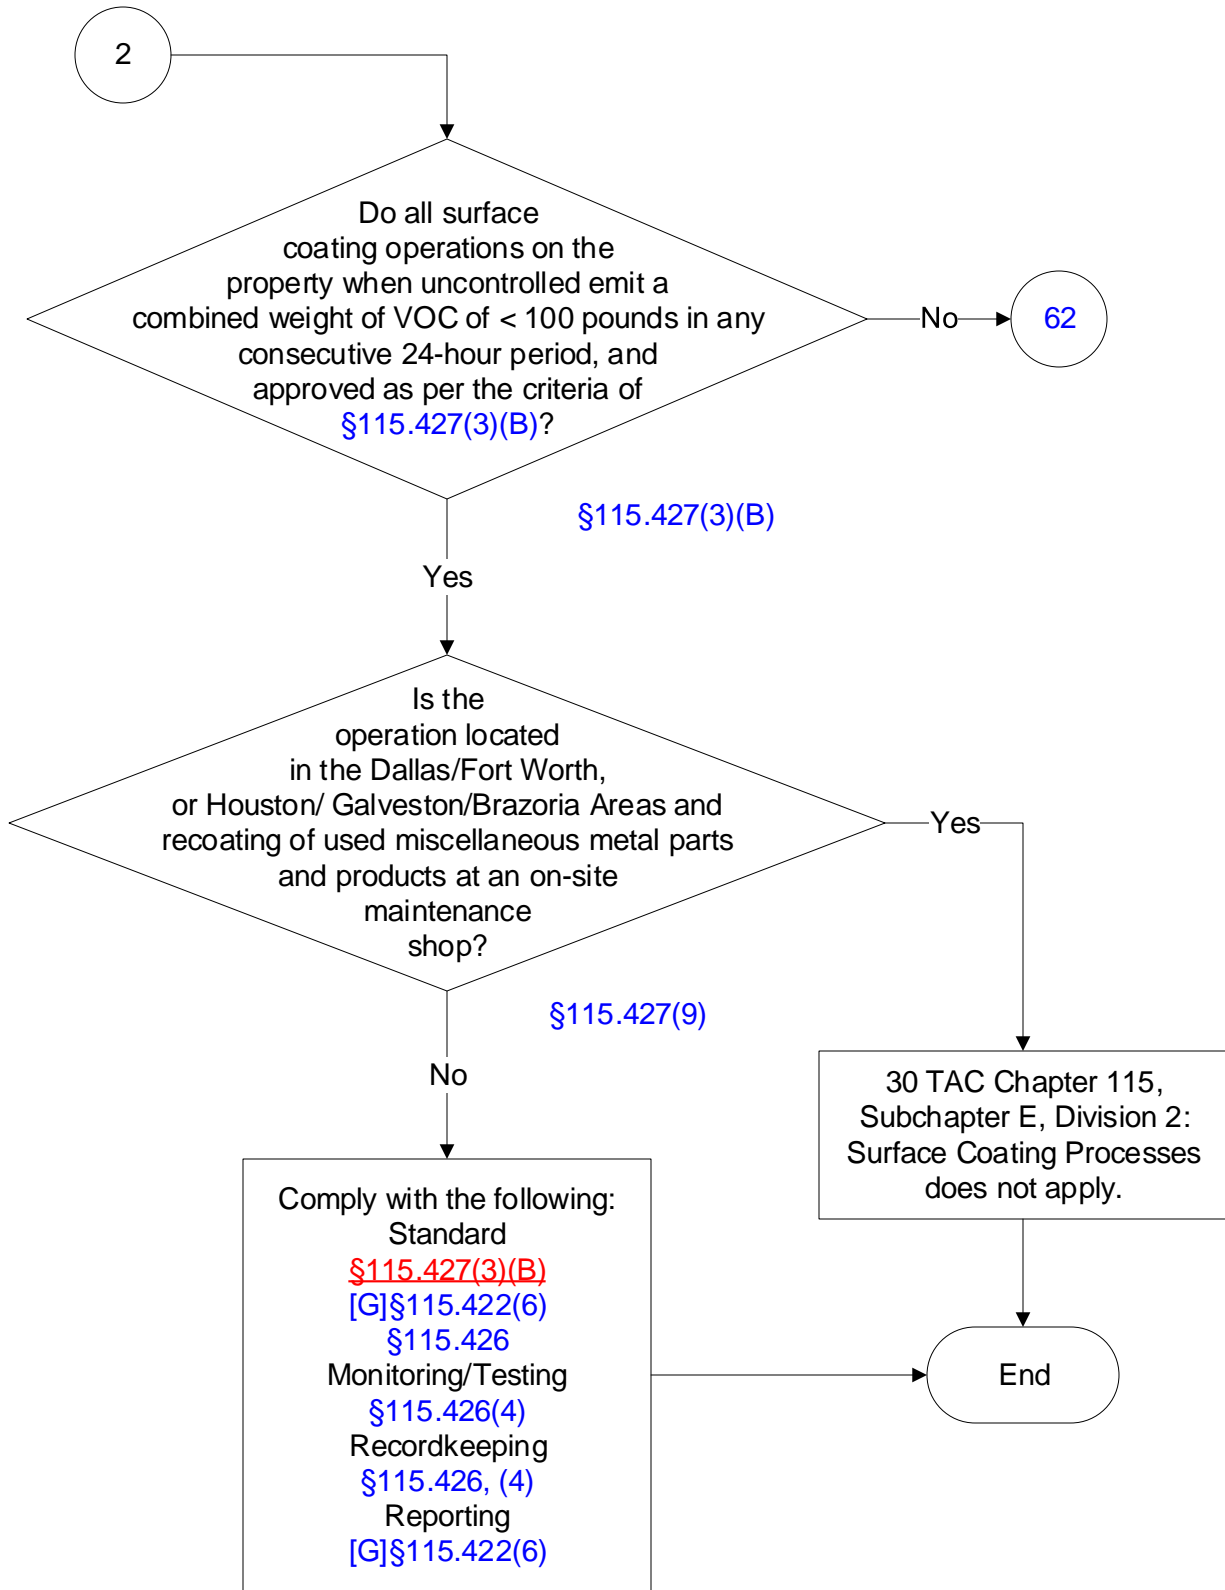 2
Do all surface
coating operations on the
property when uncontrolled emit a
combined weight of VOC of < 100 pounds in any
consecutive 24-hour period, and
approved as per the criteria of
§115.427(3)(B)?
No
62
§115.427(3)(B)
Yes
Is the
operation located
in the Dallas/Fort Worth,
or Houston/ Galveston/Brazoria Areas and
recoating of used miscellaneous metal parts
and products at an on-site
maintenance
shop?
Yes
§115.427(9)
No
30 TAC Chapter 115,
Subchapter E, Division 2:
Surface Coating Processes
does not apply.
Comply with the following:
Standard
§115.427(3)(B)
[G]§115.422(6)
§115.426
Monitoring/Testing
§115.426(4)
Recordkeeping
§115.426, (4)
Reporting
[G]§115.422(6)
End